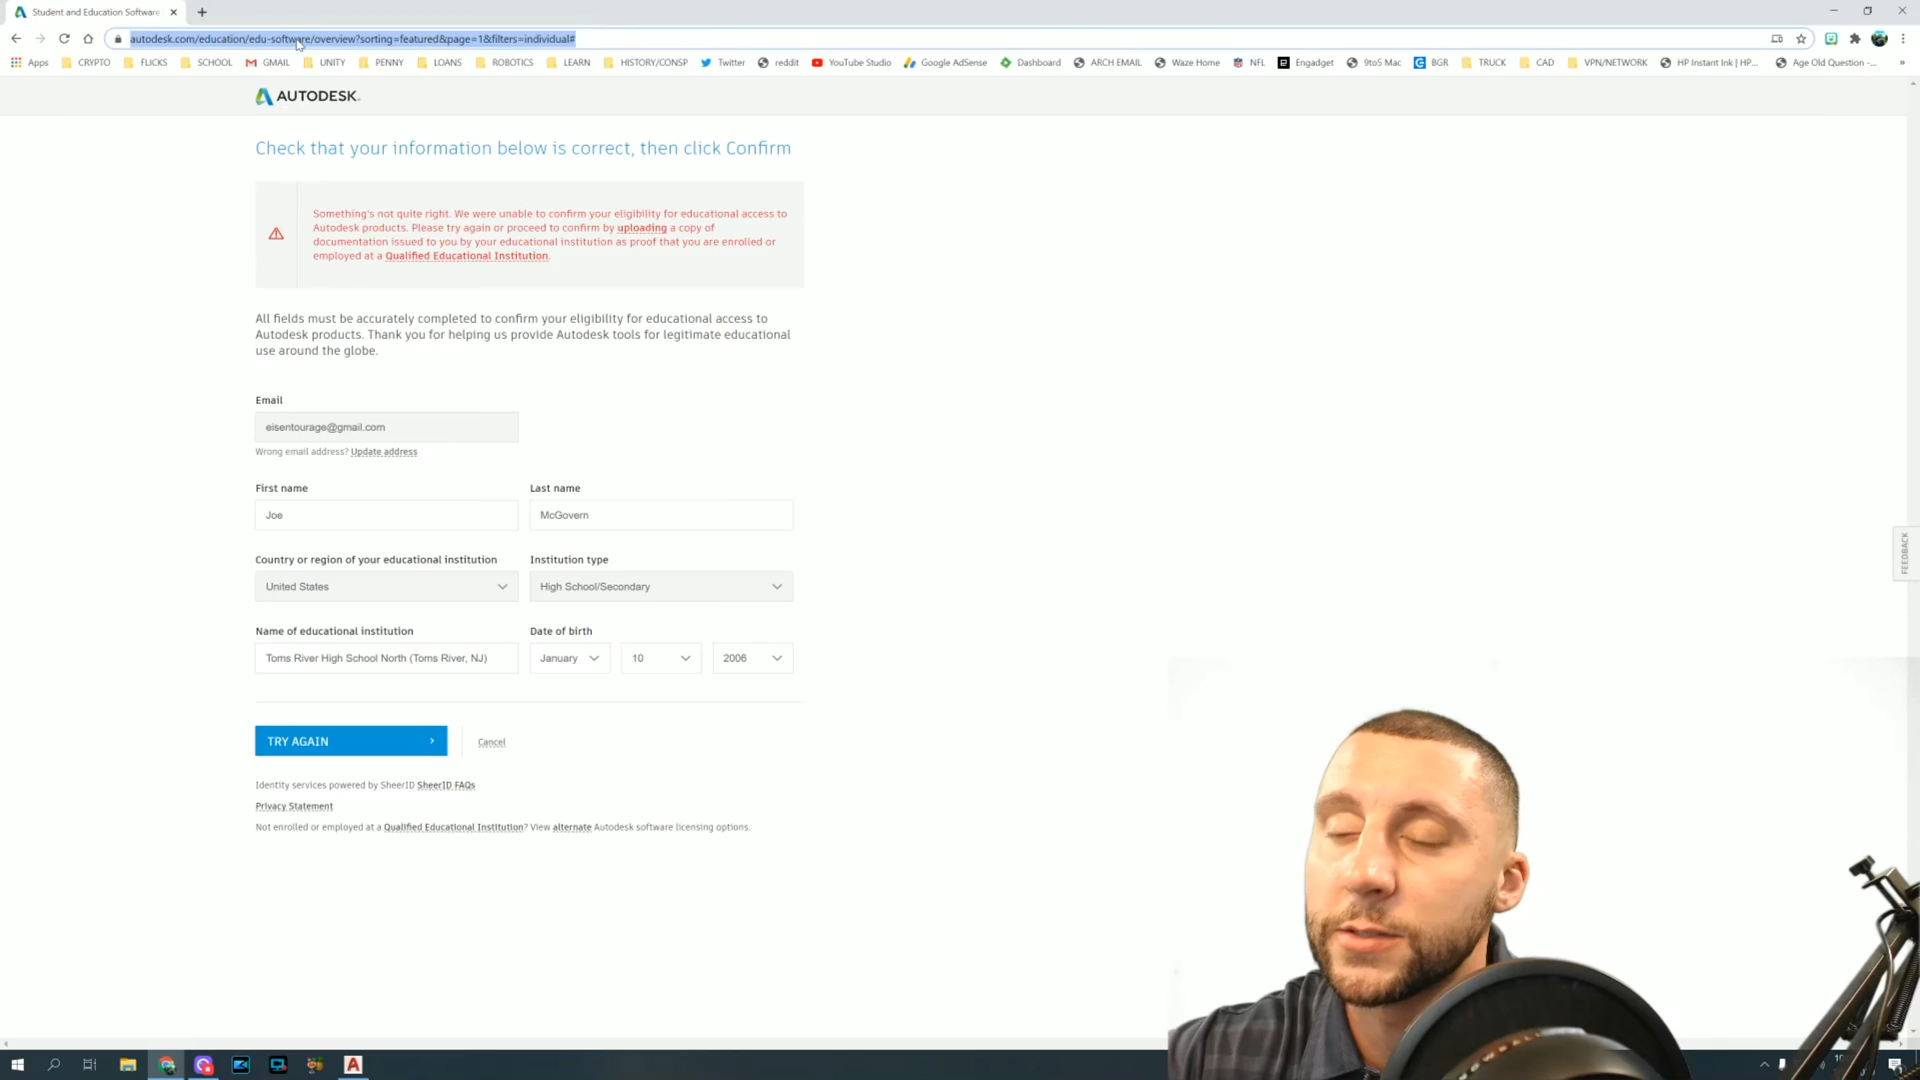 Student and Education Software
autodesk.com/education/edu-software/overview?sorting=featured&page=1&filters=individual#
Apps CRYPTO FLICKS SCHOOL GMAIL UNITY PENNY LOANS ROBOTICS LEARN HISTORY/CONSP Twitter reddit YouTube Studio Google AdSense Dashboard ARCH EMAIL Waze Home NFL Engadget 9to5 Mac BGR TRUCK CAD VPN/NETWORK HP Instant Ink | HP... Age Old Question -...
AUTODESK.
Check that your information below is correct, then click Confirm
Something's not quite right. We were unable to confirm your eligibility for educational access to
Autodesk products. Please try again or proceed to confirm by uploading a copy of
documentation issued to you by your educational institution as proof that you are enrolled or
employed at a Qualified Educational Institution.
All fields must be accurately completed to confirm your eligibility for educational access to
Autodesk products. Thank you for helping us provide Autodesk tools for legitimate educational
use around the globe.
Email
eisentourage@gmail.com
Wrong email address? Update address
First name Last name
Joe McGovern
Country or region of your educational institution Institution type
United States High School/Secondary
Name of educational institution Date of birth
Toms River High School North (Toms River, NJ) January 10 2006
TRY AGAIN Cancel
Identity services powered by SheerID SheerID FAQs
Privacy Statement
Not enrolled or employed at a Qualified Educational Institution? View alternate Autodesk software licensing options.
FEEDBACK